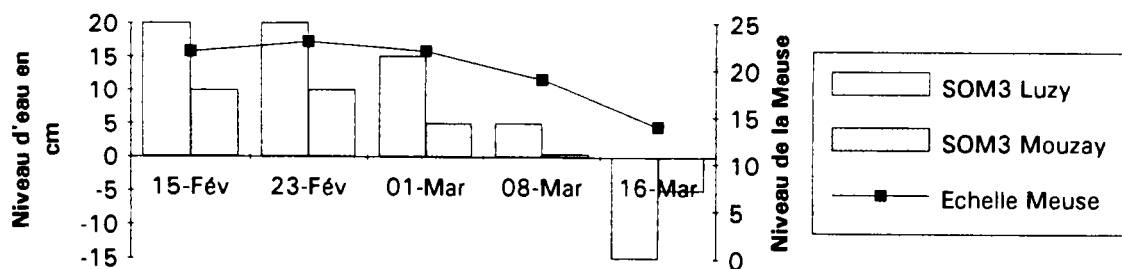 Niveau d'eau en
cm
20
15
10
5
0
-5
-10
-15
15-Fév
23-Fév
01-Mar
08-Mar
16-Mar
25
20
15
10
5
0
Niveau de la Meuse
SOM3 Luzy
SOM3 Mouzay
Echelle Meuse